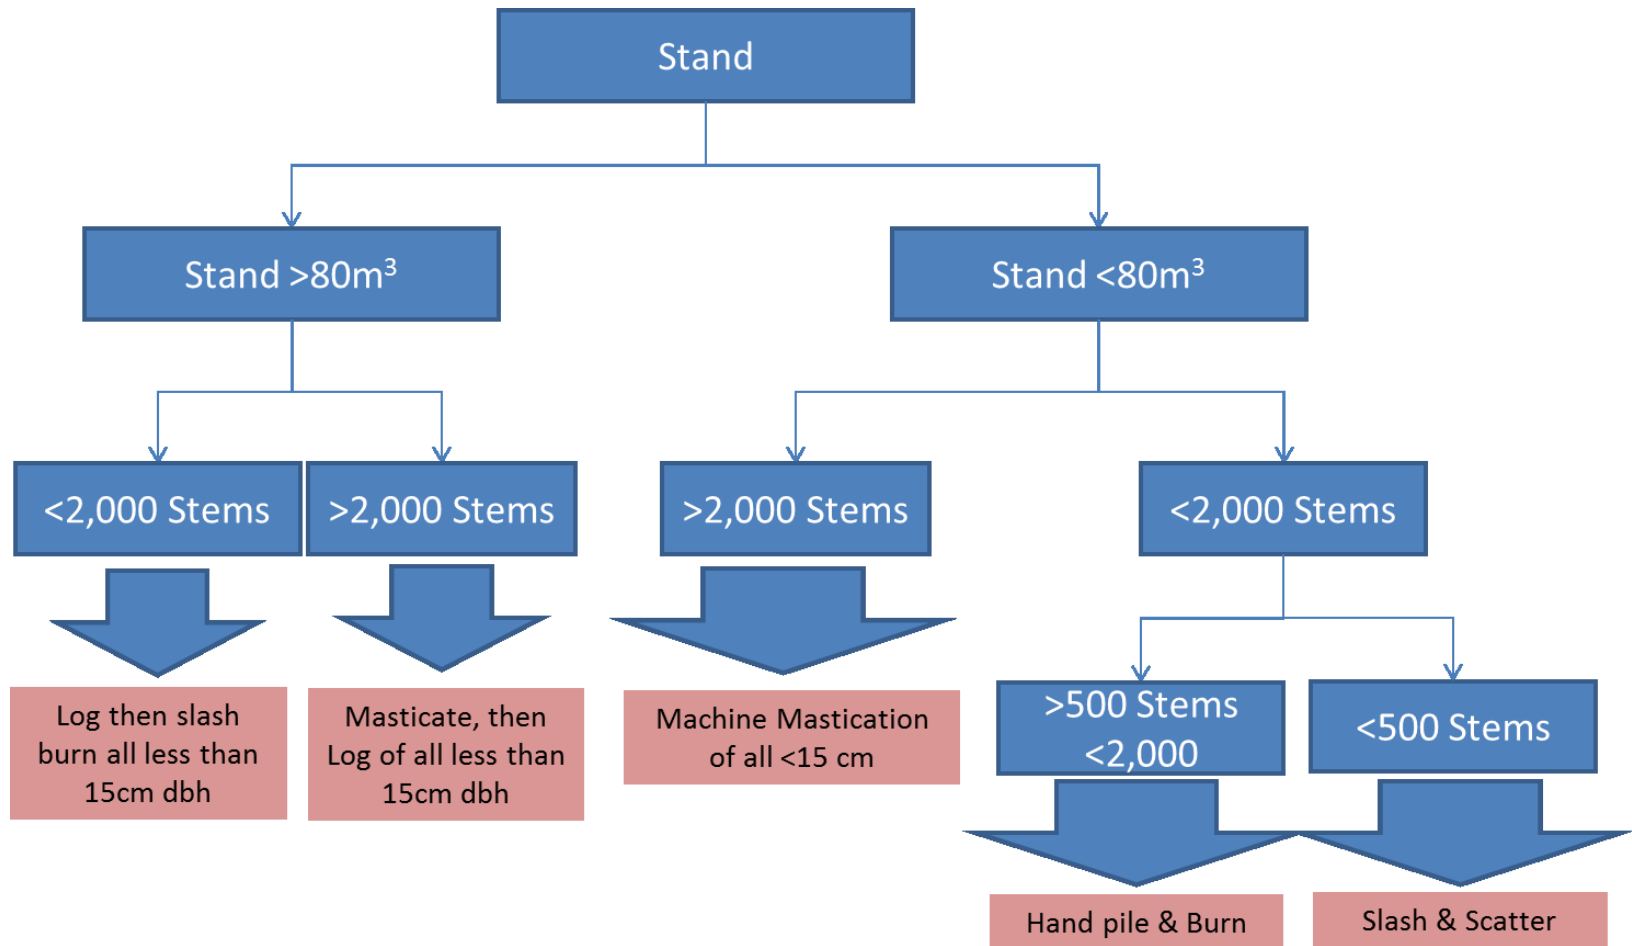 Stand
Stand >80m³
Stand <80m³
<2,000 Stems
>2,000 Stems
>2,000 Stems
<2,000 Stems
Log then slash
burn all less than
15cm dbh
Masticate, then
Log of all less than
15cm dbh
Machine Mastication
of all <15 cm
>500 Stems
<2,000
<500 Stems
Hand pile & Burn
Slash & Scatter